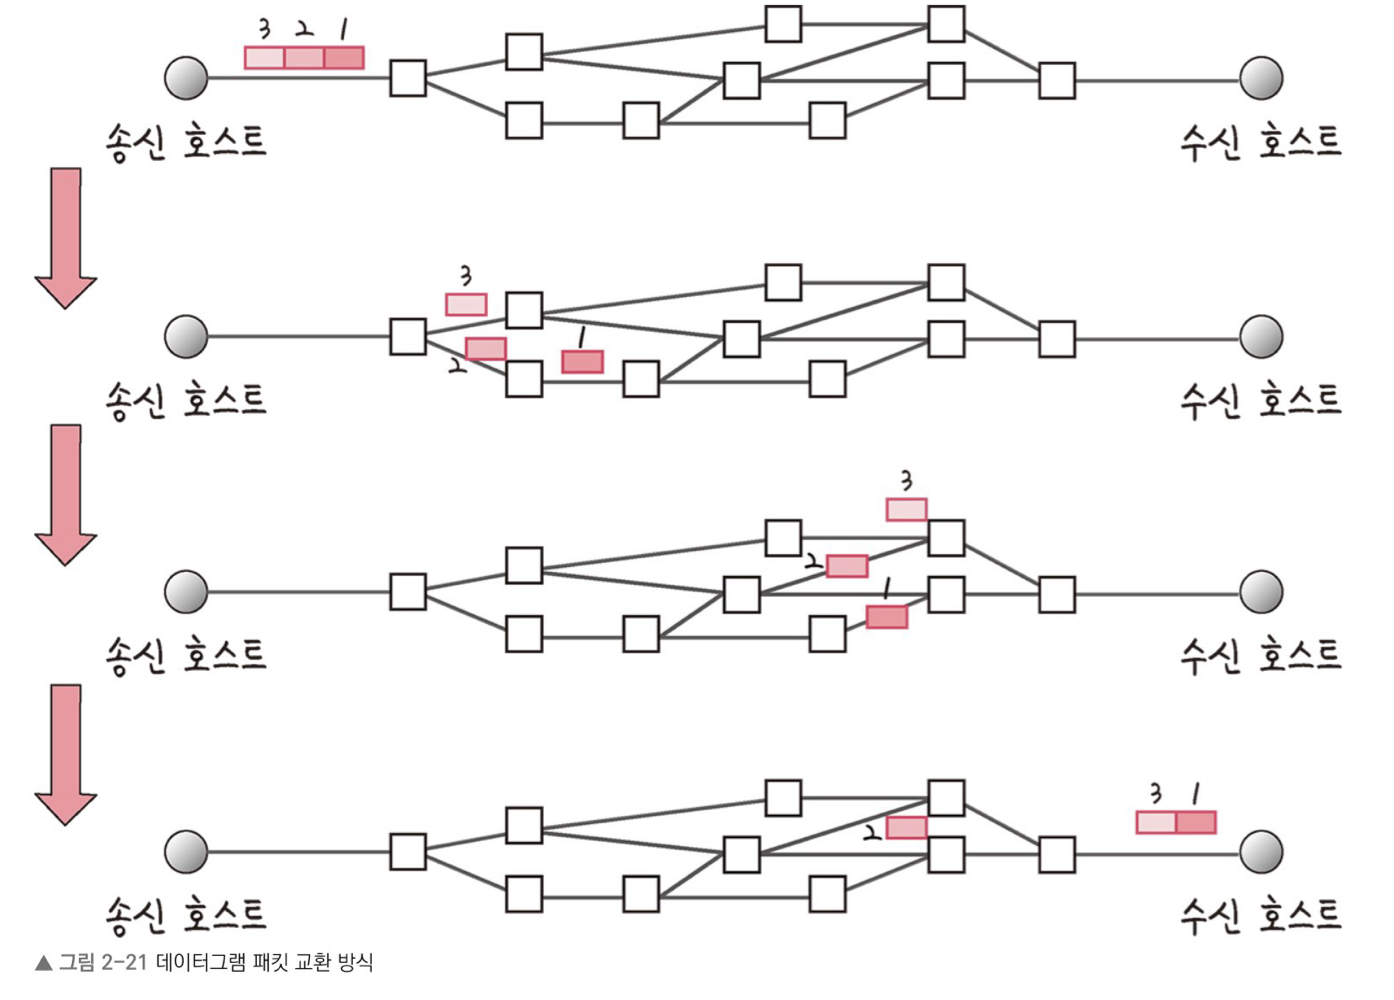 3 2 1
송신 호스트
수신 호스트
3
1
2
송신 호스트
수신 호스트
3
2
1
송신 호스트
수신 호스트
3 1
2
송신 호스트
수신 호스트
▲ 그림 2-21 데이터그램 패킷 교환 방식